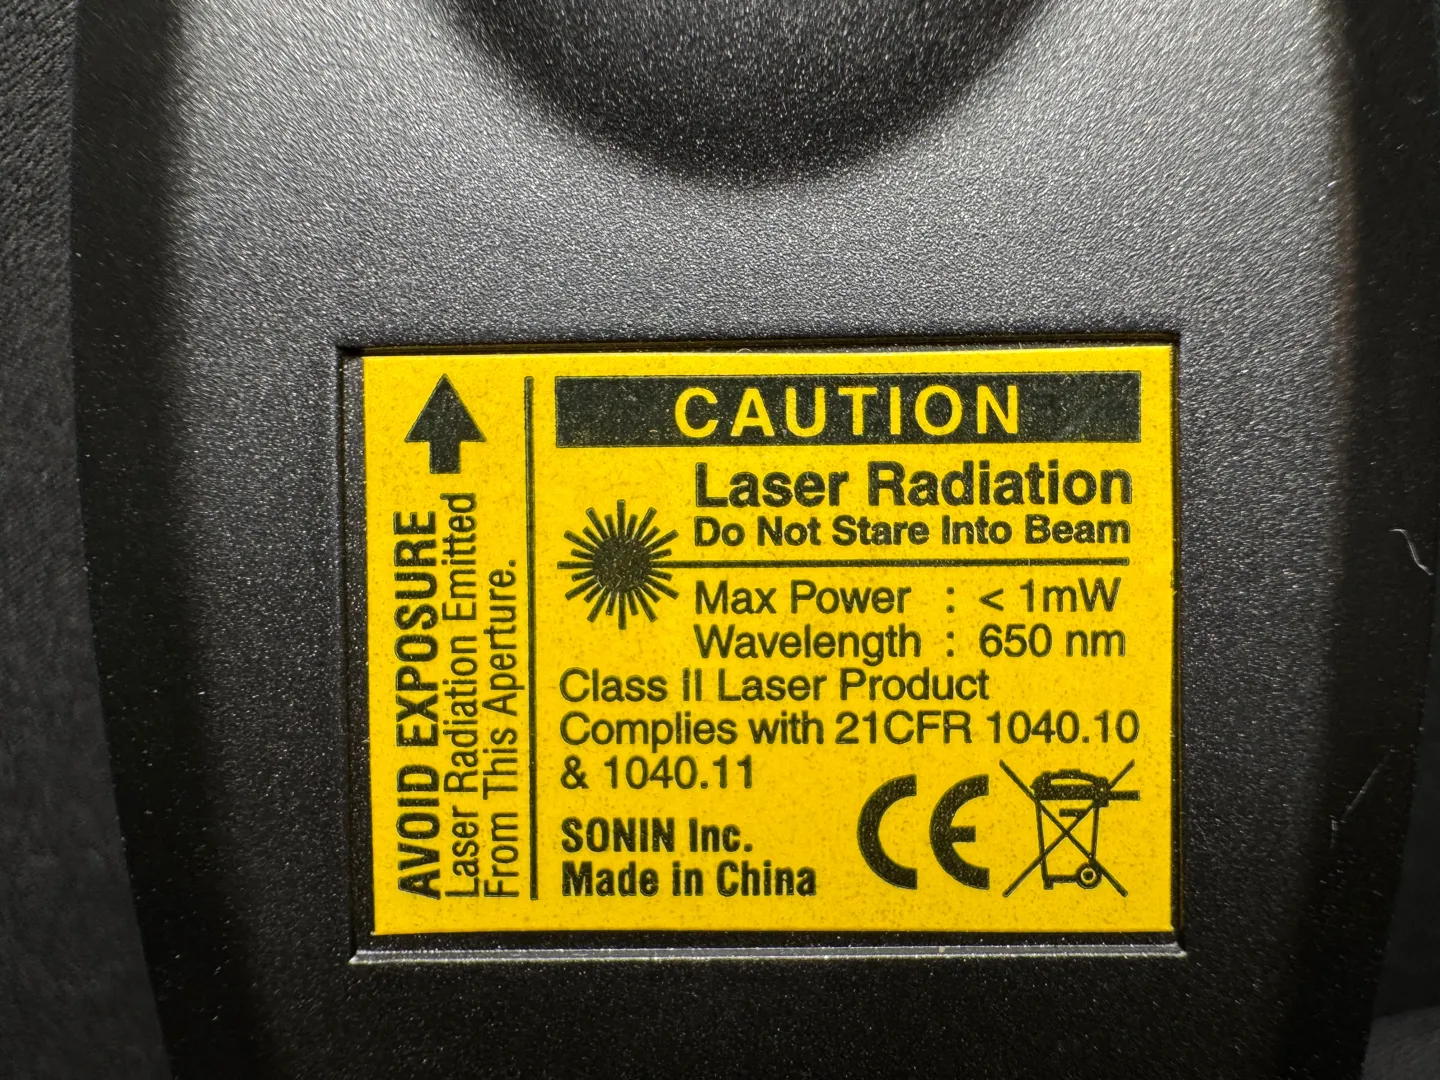 AVOID EXPOSURE
Laser Radiation Emitted
From This Aperture.
CAUTION
Laser Radiation
Do Not Stare Into Beam
Max Power : < 1mW
Wavelength : 650 nm
Class II Laser Product
Complies with 21CFR 1040.10
& 1040.11
SONIN Inc.
Made in China
CE